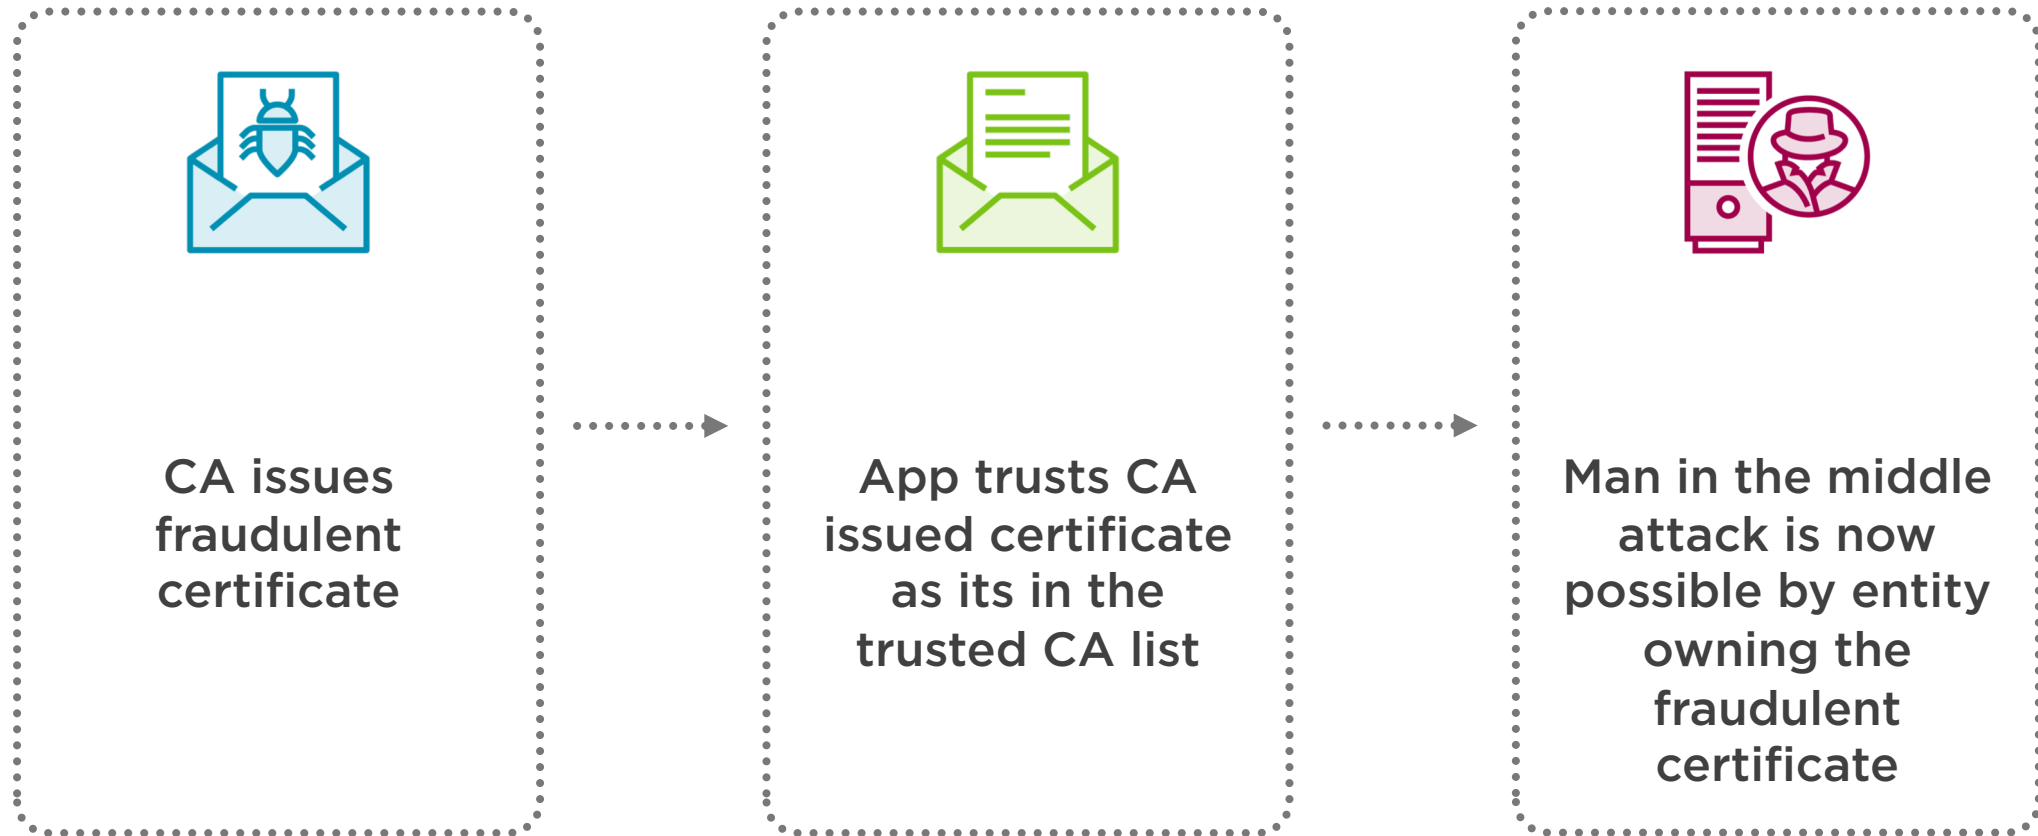 CA issues
fraudulent
certificate
App trusts CA
issued certificate
as its in the
trusted CA list
Man in the middle
attack is now
possible by entity
owning the
fraudulent
certificate